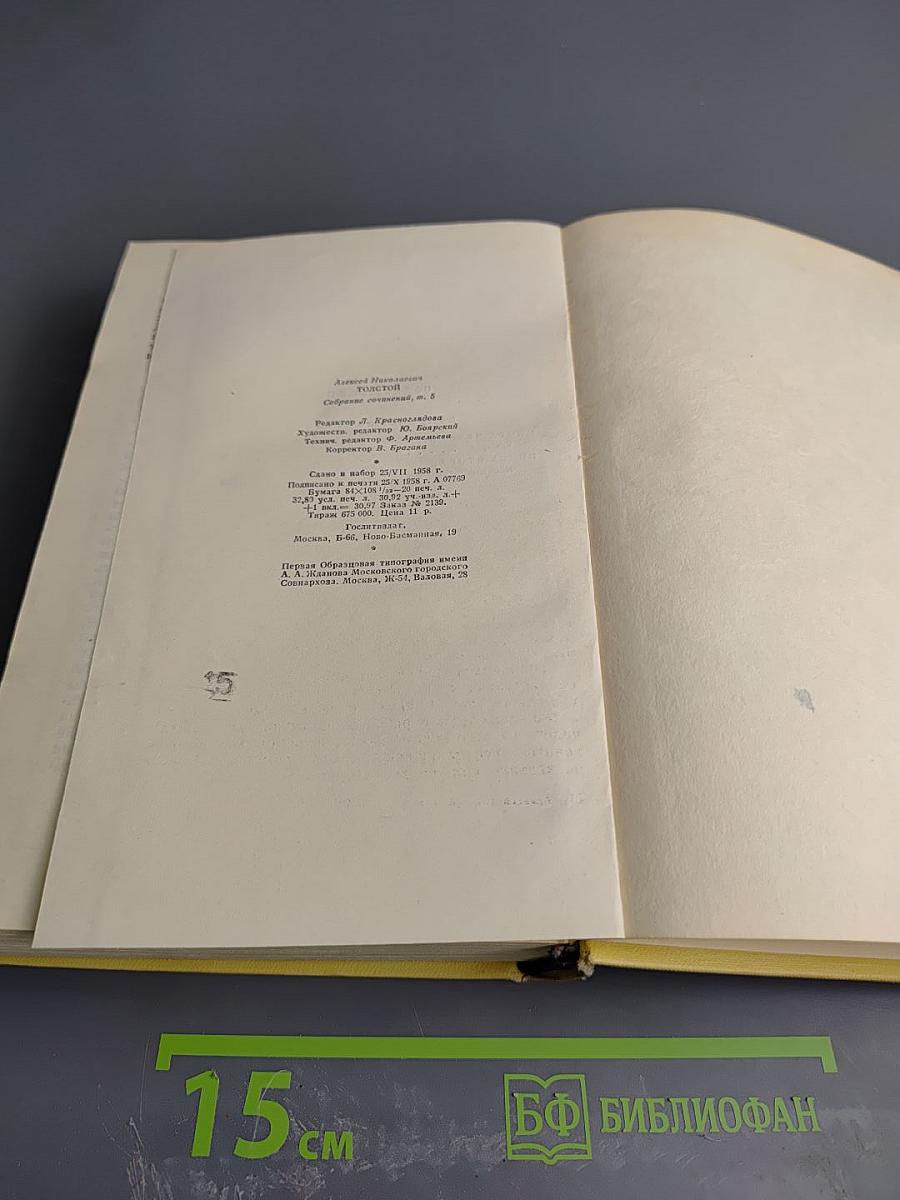 Алексей Николаевич
ТОЛСТОЙ
Собрание сочинений, т. 5
Редактор Л. Красноглядова
Художеств. редактор Ю. Боярский
Технич. редактор Ф. Артемьева
Корректор В. Брагина
*
Сдано в набор 25/VII 1958 г.
Подписано к печати 25/X 1958 г. А 07769
Бумага 84×108 1/32—20 печ. л.
32,80 усл. печ. л. 30,92 уч.-изд. л.+
+1 вкл.= 30,97 Заказ № 2139.
Тираж 675 000. Цена 11 р.
Гослитиздат,
Москва, Б-66, Ново-Басманная, 19
*
Первая Образцовая типография имени
А. А. Жданова Московского городского
Совнархоза. Москва, Ж-54, Валовая, 28
15 см
БФ БИБЛИОФАН